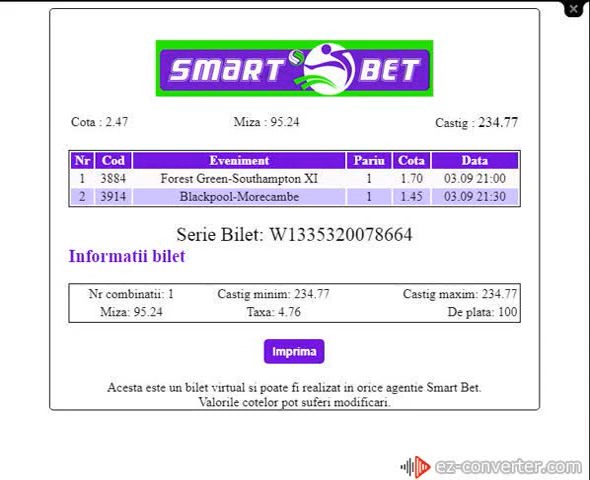 SMART S BET
Cota : 2.47 Miza : 95.24 Castig : 234.77
Nr Cod Eveniment Pariu Cota Data
1 3884 Forest Green-Southampton XI 1 1.70 03.09 21:00
2 3914 Blackpool-Morecambe 1 1.45 03.09 21:30
Serie Bilet: W1335320078664
Informatii bilet
Nr combinatii: 1 Castig minim: 234.77 Castig maxim: 234.77
Miza: 95.24 Taxa: 4.76 De plata: 100
Imprima
Acesta este un bilet virtual si poate fi realizat in orice agentie Smart Bet.
Valorile cotelor pot suferi modificari.
ez-converter.com